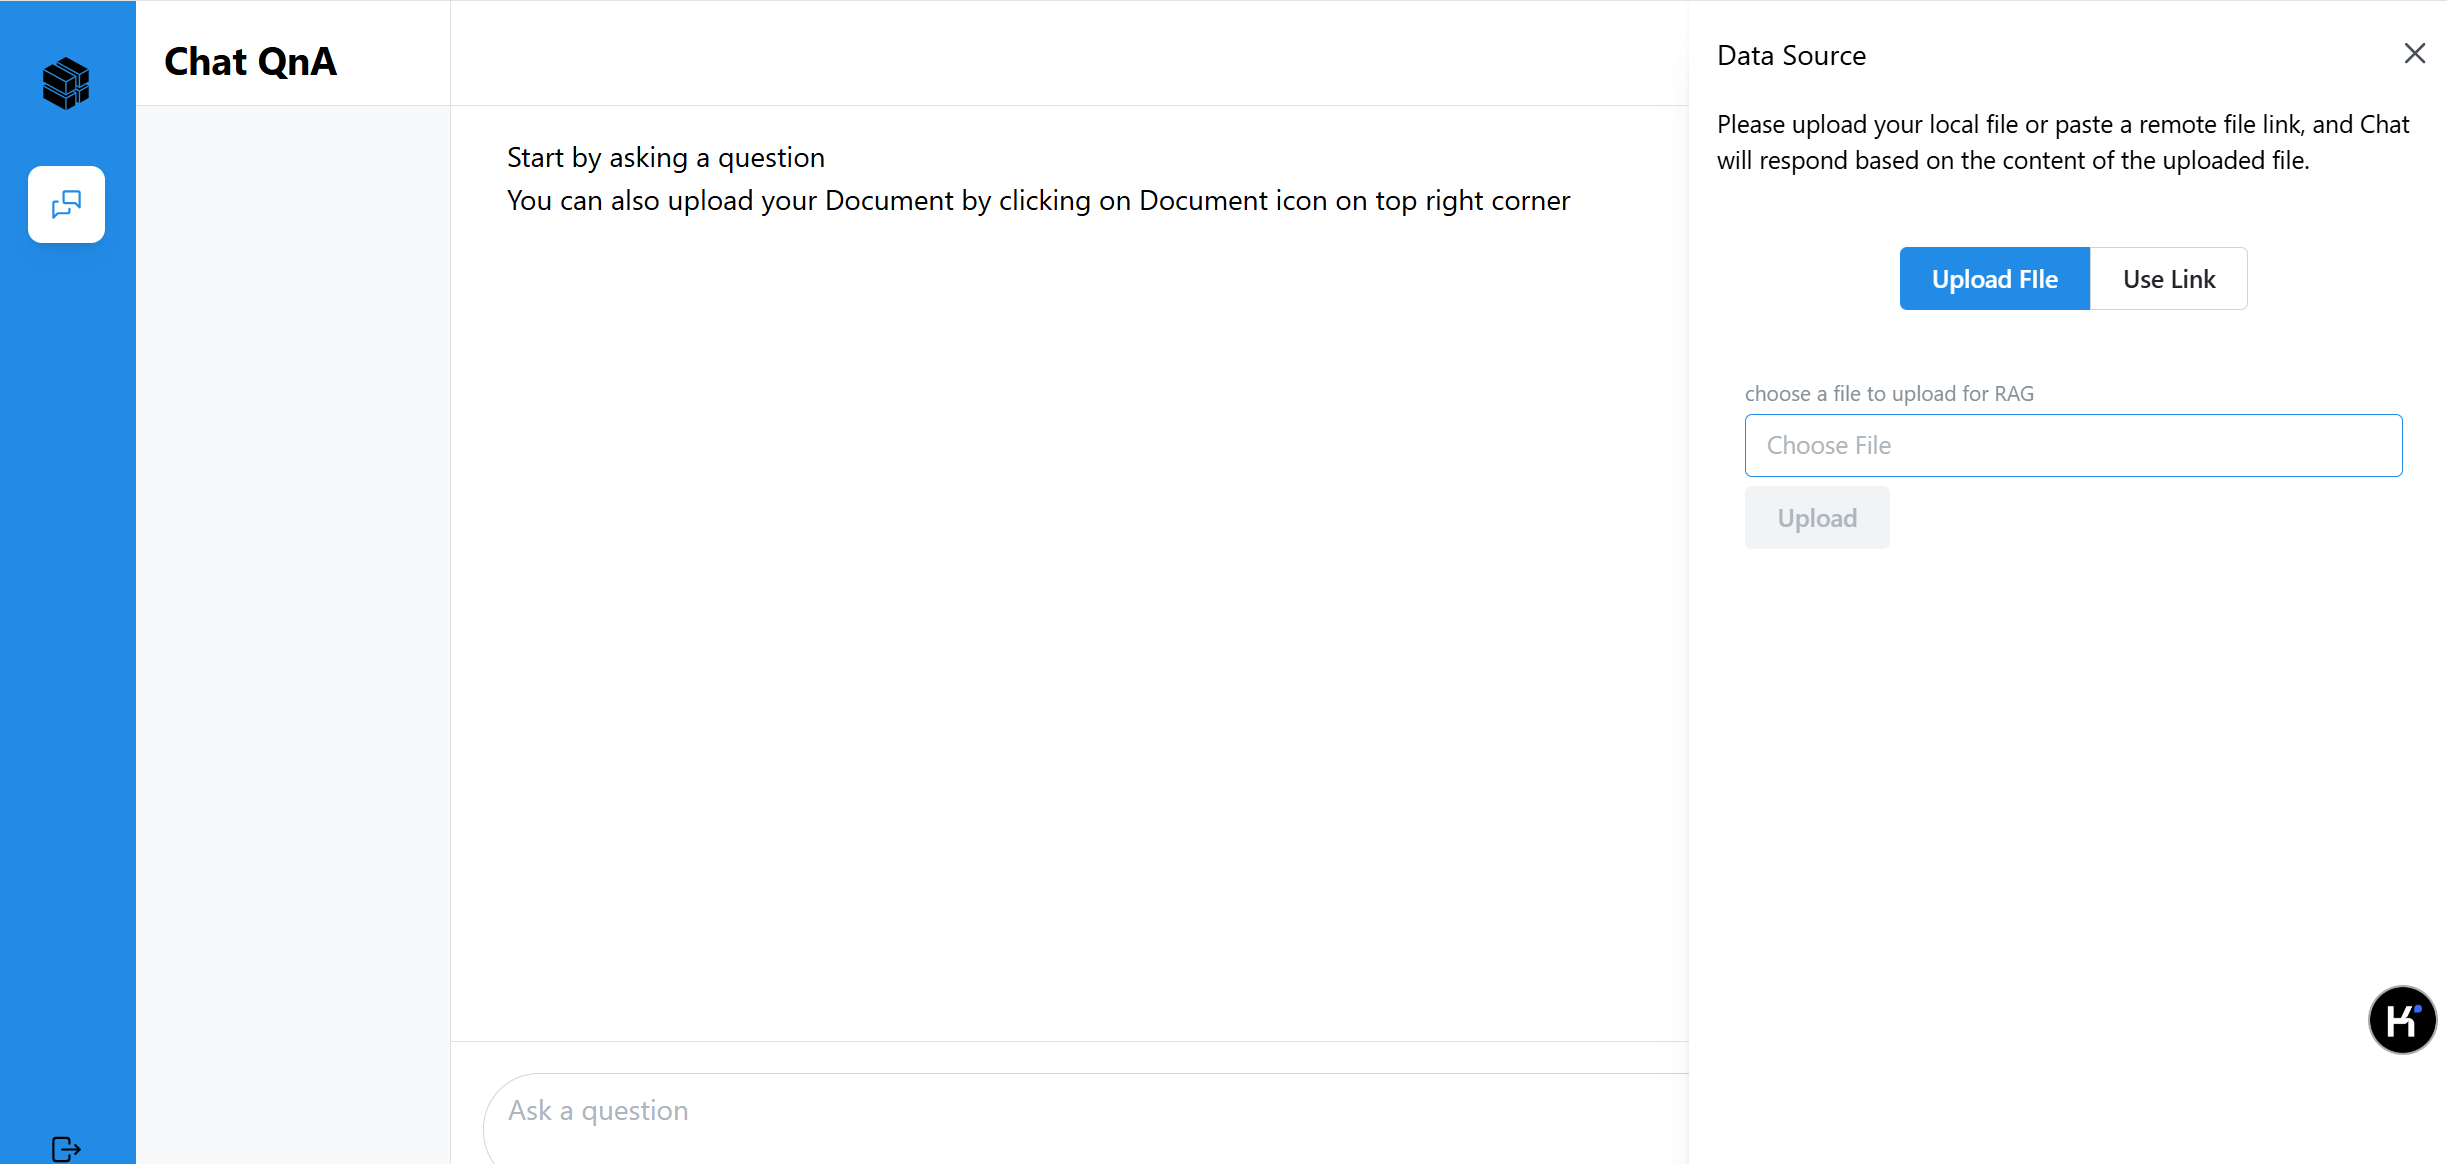 Chat QnA
Start by asking a question
You can also upload your Document by clicking on Document icon on top right corner
Ask a question
Data Source
Please upload your local file or paste a remote file link, and Chat
will respond based on the content of the uploaded file.
Upload FIle
Use Link
choose a file to upload for RAG
Choose File
Upload
K